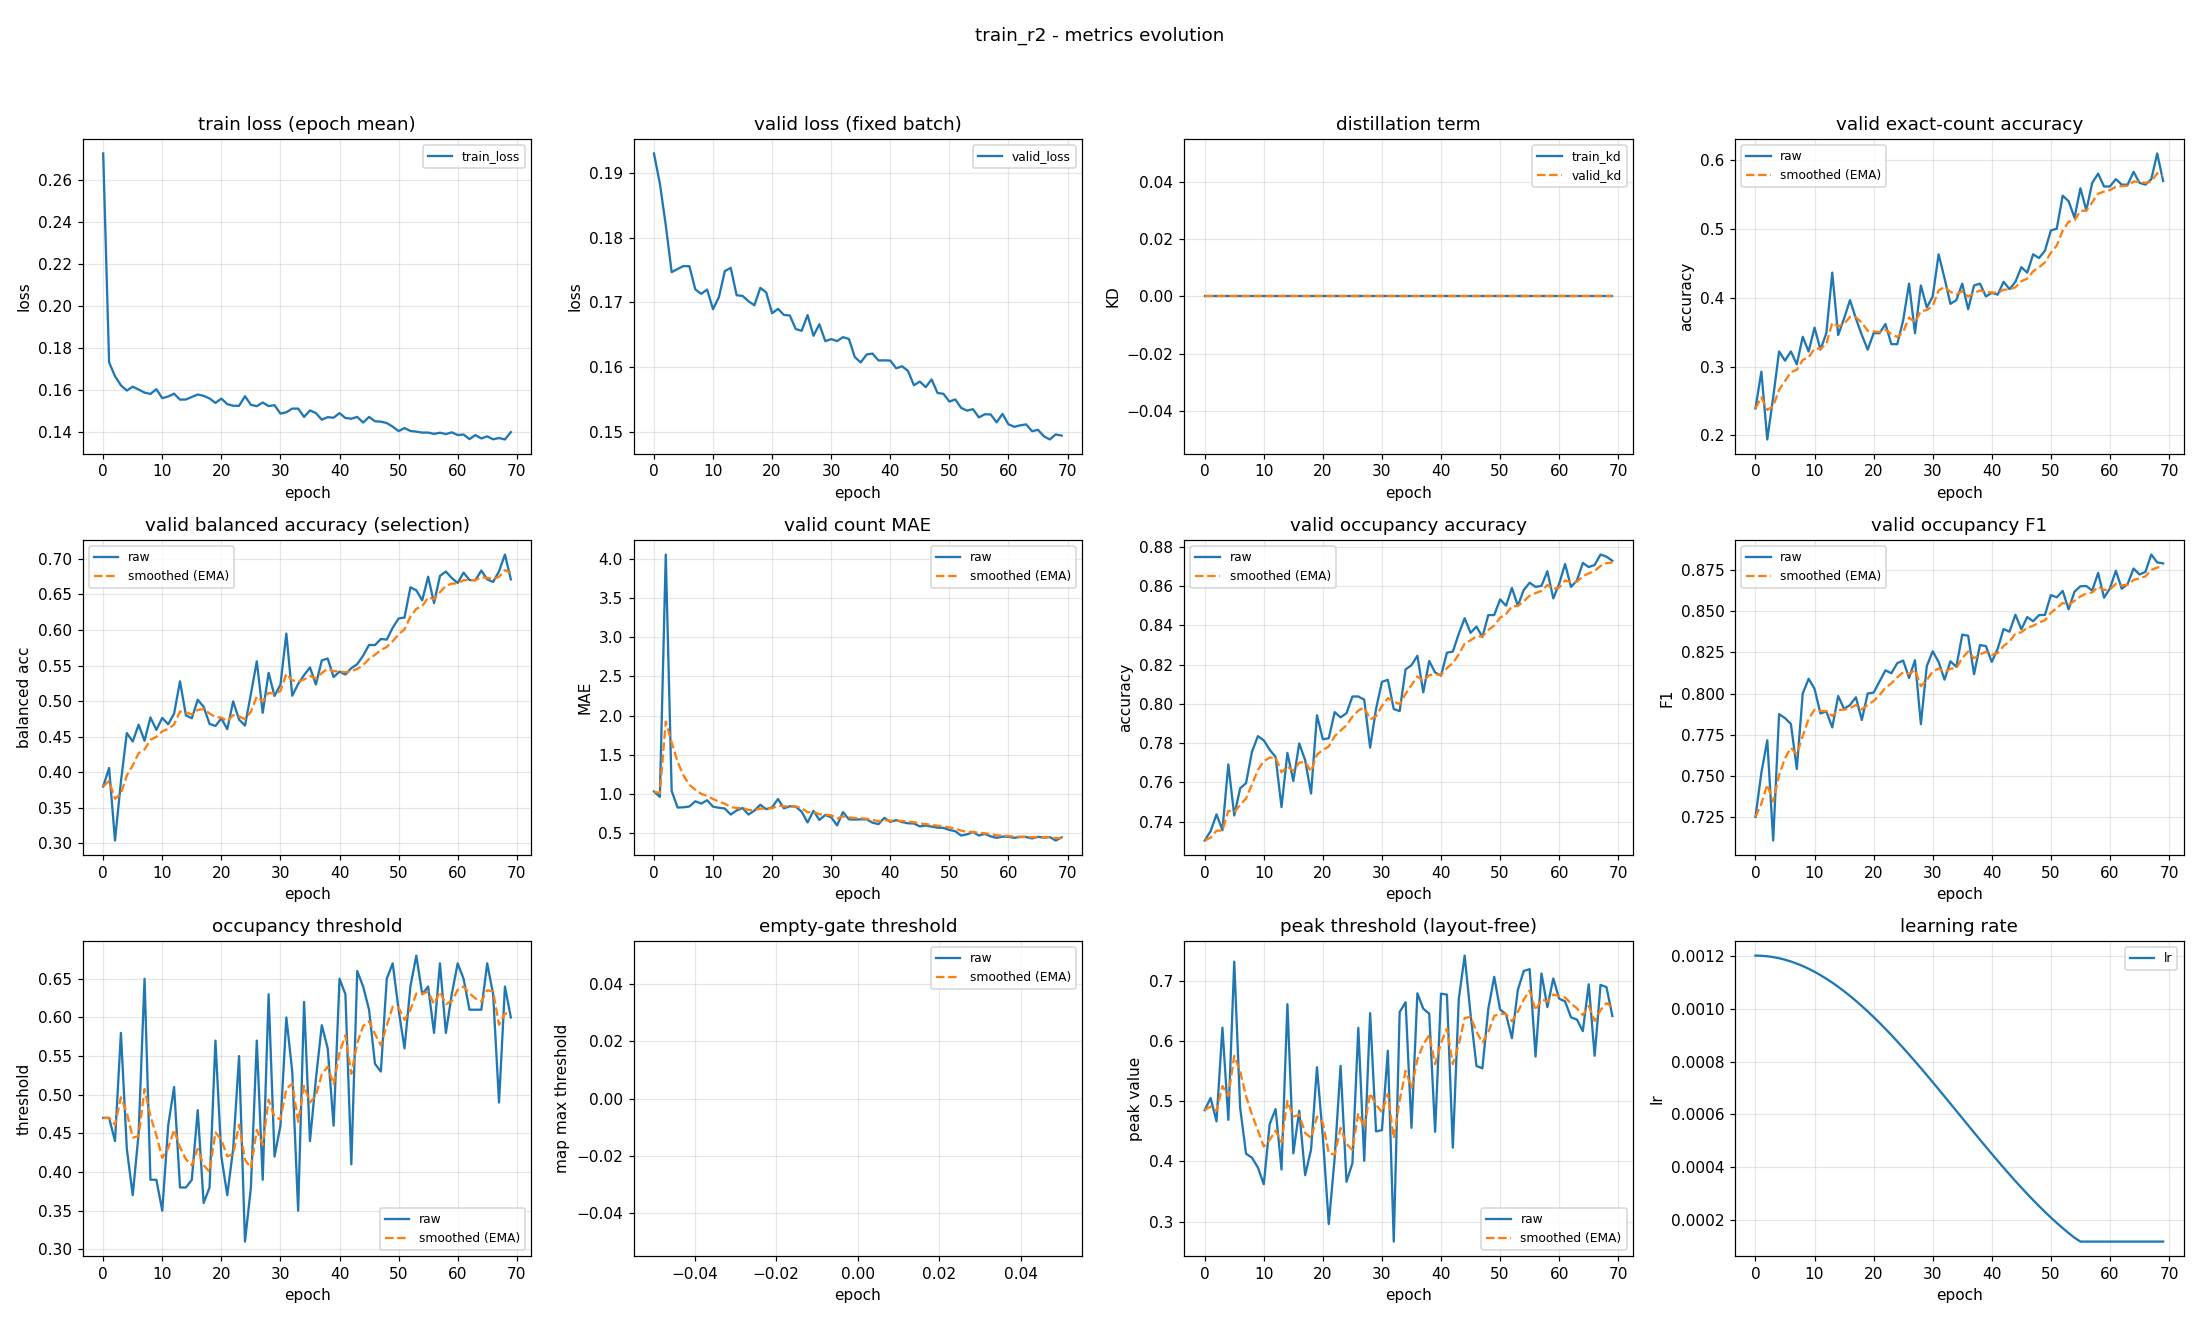 train_r2 - metrics evolution
train loss (epoch mean)
train_loss
0.26
0.24
0.22
0.20
0.18
0.16
0.14
loss
0 10 20 30 40 50 60 70
epoch
valid loss (fixed batch)
valid_loss
0.19
0.18
0.17
0.16
0.15
loss
0 10 20 30 40 50 60 70
epoch
distillation term
train_kd
valid_kd
0.04
0.02
0.00
−0.02
−0.04
KD
0 10 20 30 40 50 60 70
epoch
valid exact-count accuracy
raw
smoothed (EMA)
0.6
0.5
0.4
0.3
0.2
accuracy
0 10 20 30 40 50 60 70
epoch
valid balanced accuracy (selection)
raw
smoothed (EMA)
0.70
0.65
0.60
0.55
0.50
0.45
0.40
0.35
0.30
balanced acc
0 10 20 30 40 50 60 70
epoch
valid count MAE
raw
smoothed (EMA)
4.0
3.5
3.0
2.5
2.0
1.5
1.0
0.5
MAE
0 10 20 30 40 50 60 70
epoch
valid occupancy accuracy
raw
smoothed (EMA)
0.88
0.86
0.84
0.82
0.80
0.78
0.76
0.74
accuracy
0 10 20 30 40 50 60 70
epoch
valid occupancy F1
raw
smoothed (EMA)
0.875
0.850
0.825
0.800
0.775
0.750
0.725
F1
0 10 20 30 40 50 60 70
epoch
occupancy threshold
0.65
0.60
0.55
0.50
0.45
0.40
0.35
0.30
threshold
raw
smoothed (EMA)
0 10 20 30 40 50 60 70
epoch
empty-gate threshold
raw
smoothed (EMA)
0.04
0.02
0.00
−0.02
−0.04
map max threshold
−0.04 −0.02 0.00 0.02 0.04
epoch
peak threshold (layout-free)
0.7
0.6
0.5
0.4
0.3
peak value
raw
smoothed (EMA)
0 10 20 30 40 50 60 70
epoch
learning rate
lr
0.0012
0.0010
0.0008
0.0006
0.0004
0.0002
lr
0 10 20 30 40 50 60 70
epoch